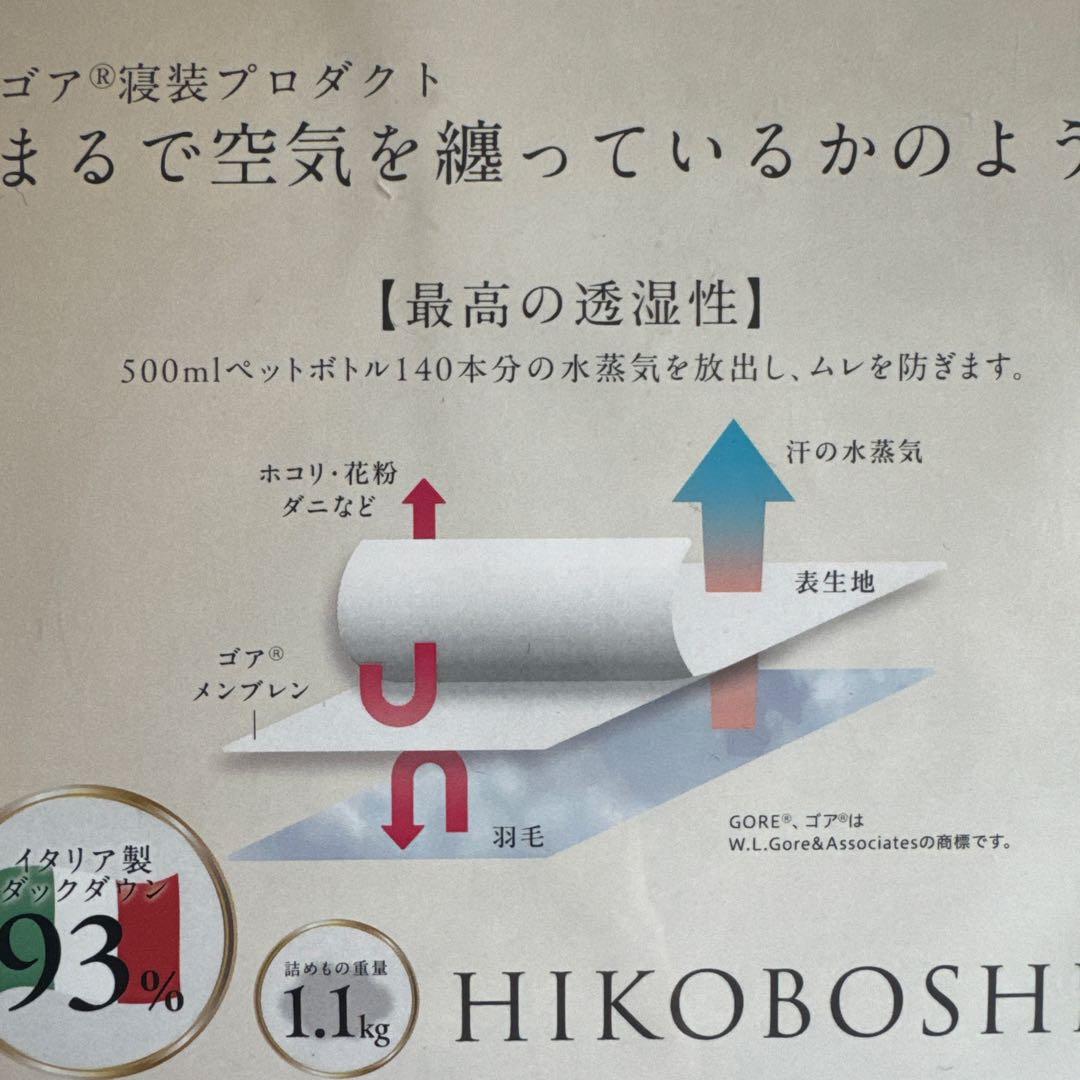 ゴア®寝装プロダクト
まるで空気を纏っているかのよう
【最高の透湿性】
500mlペットボトル140本分の水蒸気を放出し、ムレを防ぎます。
汗の水蒸気
ホコリ・花粉
ダニなど
表生地
ゴア®
メンブレン
羽毛
GORE®、ゴア®は
W.L.Gore&Associatesの商標です。
イタリア製
ダックダウン
93%
詰めもの重量
1.1kg
HIKOBOSHI